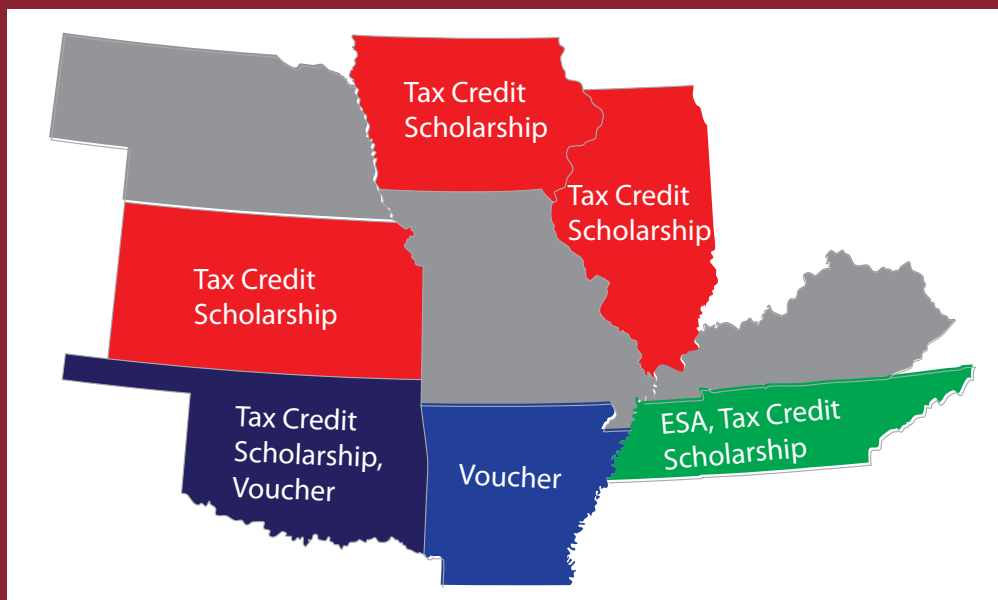 Tax Credit
Scholarship
Tax Credit
Scholarship
Tax Credit
Scholarship
Tax Credit
Scholarship,
Voucher
Voucher
ESA, Tax Credit
Scholarship